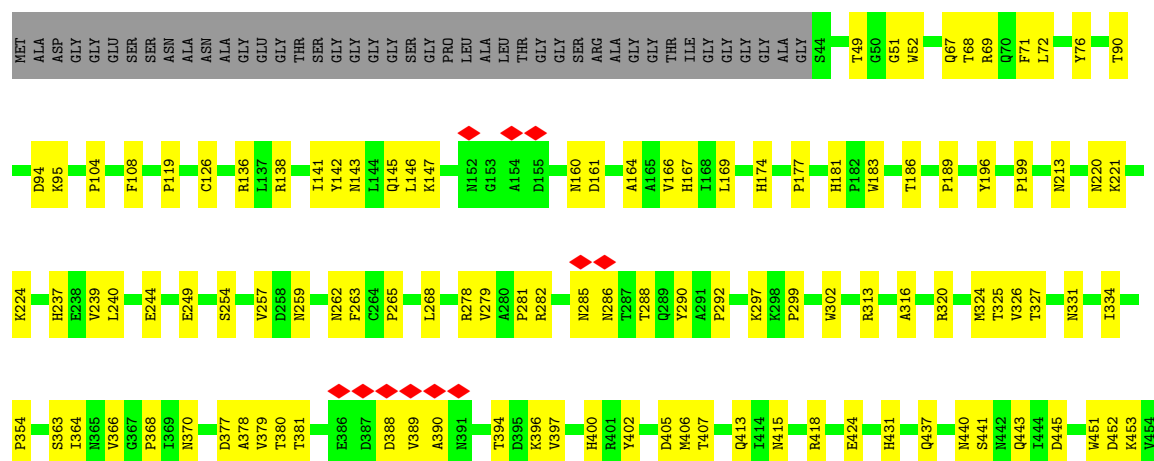 MET ALA ASP GLY GLY GLU SER SER ASN ALA ASN ALA GLY GLU GLY THR SER GLY GLY GLY GLY SER GLY PRO LEU ALA LEU THR GLY GLY SER ARG ALA GLY GLY THR ILE GLY GLY GLY GLY ALA GLY S44 T49 G50 G51 W52 Q67 T68 R69 Q70 F71 L72 Y76 T90
D94 K95 P104 F108 P119 C126 R136 L137 R138 I141 Y142 N143 L144 Q145 L146 K147 N152 G153 A154 D155 N160 D161 A164 A165 V166 H167 I168 L169 H174 P177 H181 P182 W183 T186 P189 Y196 P199 N213 N220 K221
K224 H237 E238 V239 L240 E244 E249 S254 V257 D258 N259 N262 F263 C264 P265 L268 R278 V279 A280 P281 R282 N285 N286 T287 T288 Q289 Y290 A291 P292 K297 K298 P299 W302 R313 A316 R320 M324 T325 V326 T327 N331 I334
P354 S363 I364 N365 V366 G367 P368 I369 N370 D377 A378 V379 T380 T381 E386 D387 D388 V389 A390 N391 T394 D395 K396 V397 H400 R401 Y402 D405 M406 T407 Q413 I414 N415 R418 E424 H431 Q437 N440 S441 N442 Q443 I444 D445 W451 D452 K453 V454